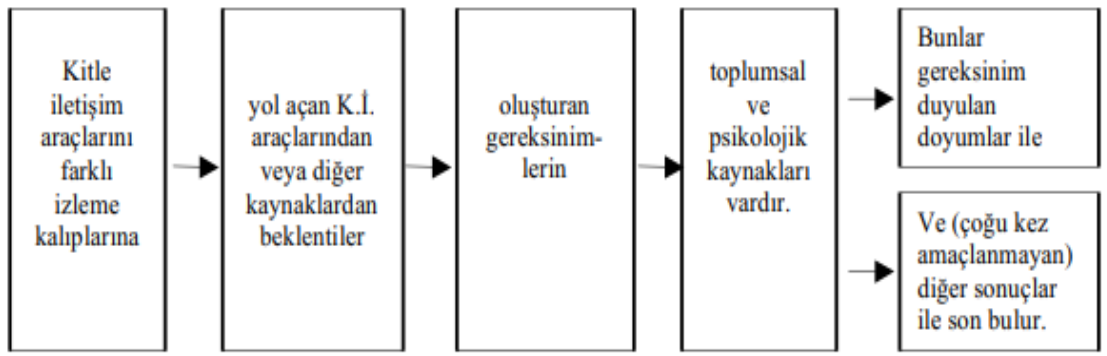 Kitle
iletişim
araçlarını
farklı
izleme
kalıplarına
yol açan K.İ.
araçlarından
veya diğer
kaynaklardan
beklentiler
oluşturan
gereksinim-
lerin
toplumsal
ve
psikolojik
kaynakları
vardır.
Bunlar
gereksinim
duyulan
doyumlar ile
Ve (çoğu kez
amaçlanmayan)
diğer sonuçlar
ile son bulur.